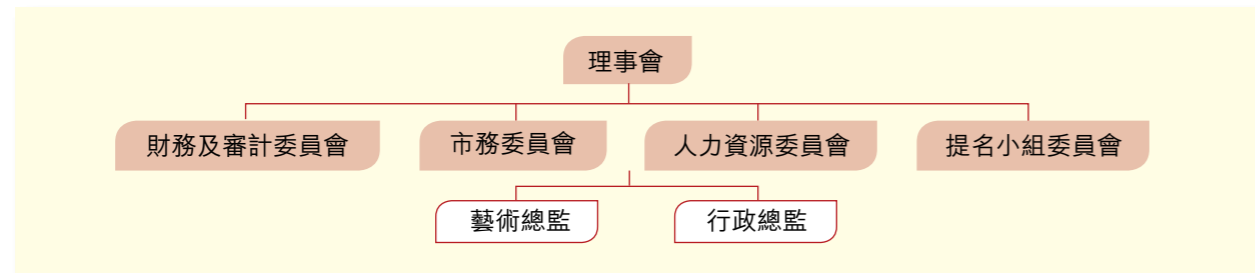 理事會
財務及審計委員會
市務委員會
人力資源委員會
提名小組委員會
藝術總監
行政總監